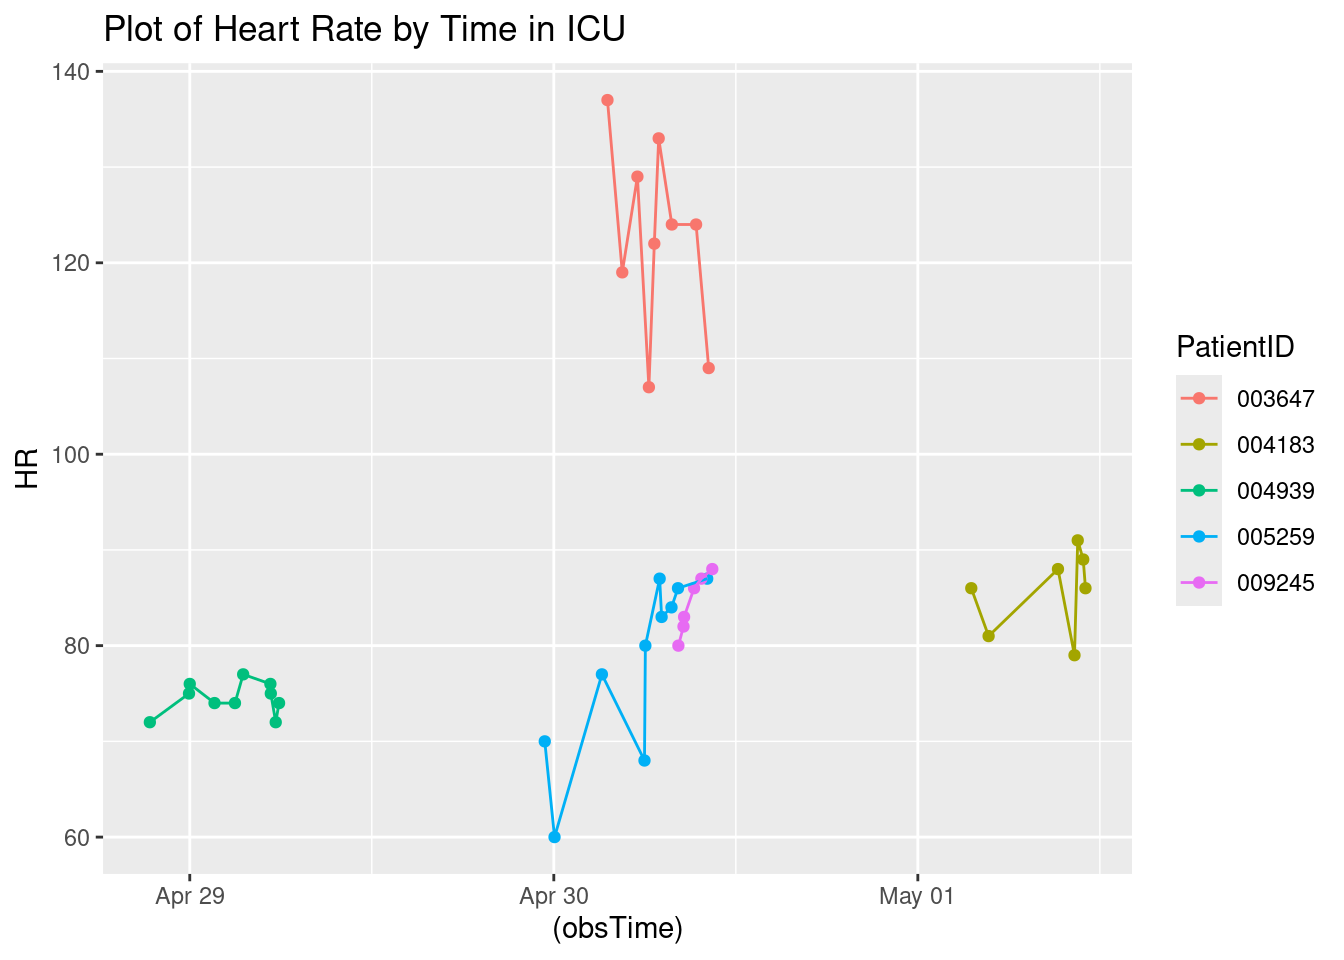 Plot of Heart Rate by Time in ICU
140
120
100
80
60
HR
Apr 29
Apr 30
May 01
(obsTime)
PatientID
003647
004183
004939
005259
009245